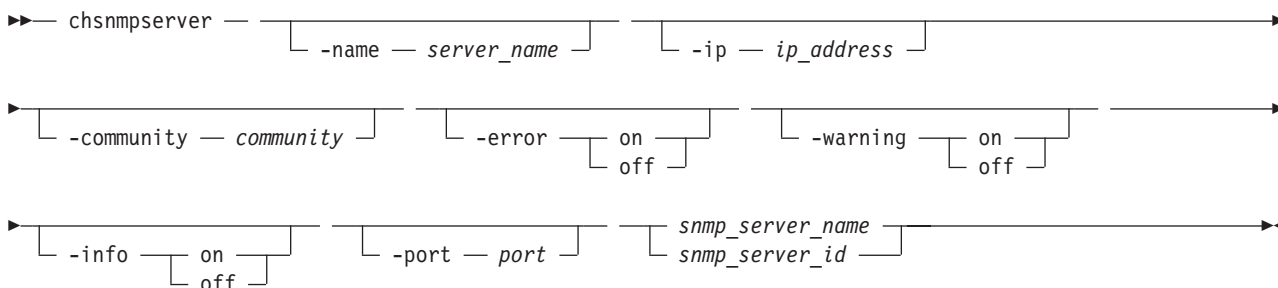 chsnmpserver
-name server_name
-ip ip_address
-community community
-error on
off
-warning on
off
-info on
off
-port port
snmp_server_name
snmp_server_id